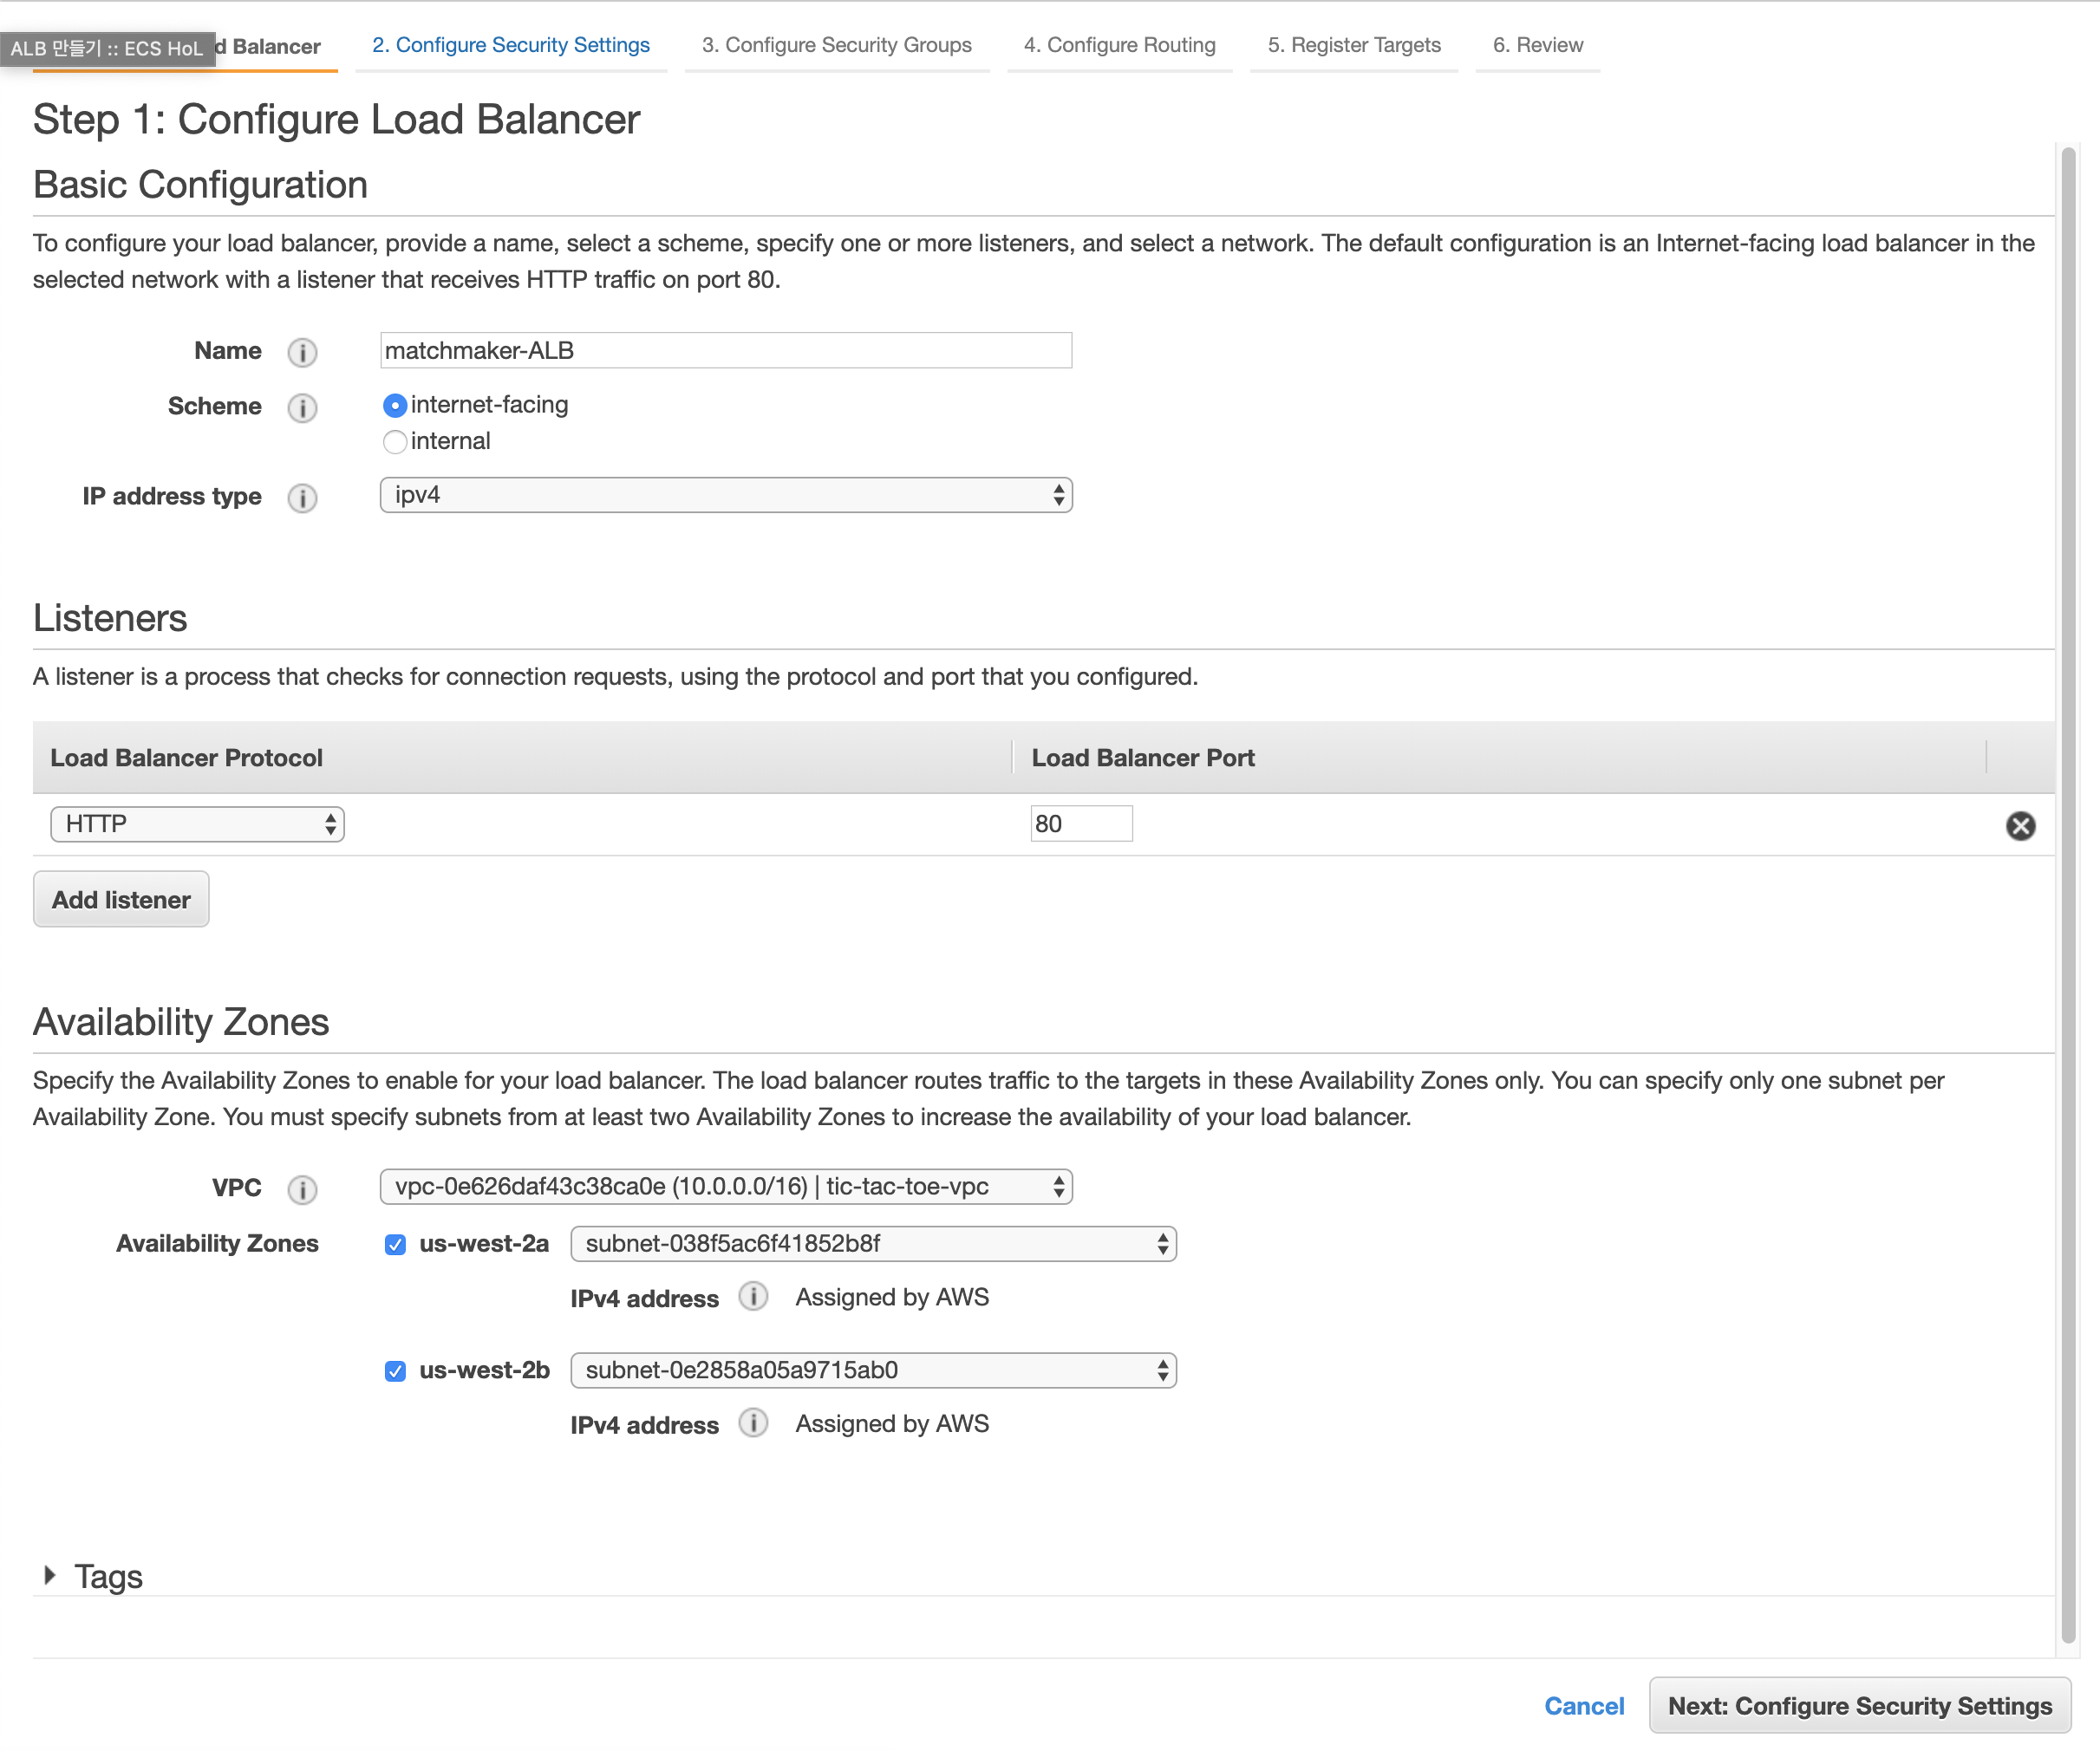 ALB 만들기 :: ECS HoL
d Balancer
2. Configure Security Settings
3. Configure Security Groups
4. Configure Routing
5. Register Targets
6. Review
Step 1: Configure Load Balancer
Basic Configuration
To configure your load balancer, provide a name, select a scheme, specify one or more listeners, and select a network. The default configuration is an Internet-facing load balancer in the
selected network with a listener that receives HTTP traffic on port 80.
Name i matchmaker-ALB
Scheme i internet-facing
internal
IP address type i ipv4
Listeners
A listener is a process that checks for connection requests, using the protocol and port that you configured.
Load Balancer Protocol Load Balancer Port
HTTP 80
Add listener
Availability Zones
Specify the Availability Zones to enable for your load balancer. The load balancer routes traffic to the targets in these Availability Zones only. You can specify only one subnet per
Availability Zone. You must specify subnets from at least two Availability Zones to increase the availability of your load balancer.
VPC i vpc-0e626daf43c38ca0e (10.0.0.0/16) | tic-tac-toe-vpc
Availability Zones us-west-2a subnet-038f5ac6f41852b8f
IPv4 address i Assigned by AWS
us-west-2b subnet-0e2858a05a9715ab0
IPv4 address i Assigned by AWS
Tags
Cancel Next: Configure Security Settings